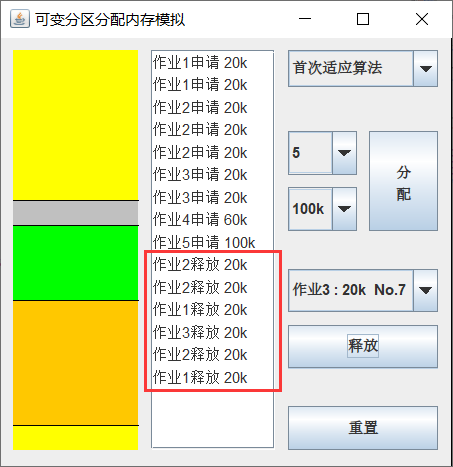 可变分区分配内存模拟
作业1申请 20k
作业1申请 20k
作业2申请 20k
作业2申请 20k
作业2申请 20k
作业3申请 20k
作业3申请 20k
作业4申请 60k
作业5申请 100k
作业2释放 20k
作业2释放 20k
作业1释放 20k
作业3释放 20k
作业2释放 20k
作业1释放 20k
首次适应算法
5
100k
分
配
作业3 : 20k No.7
释放
重置